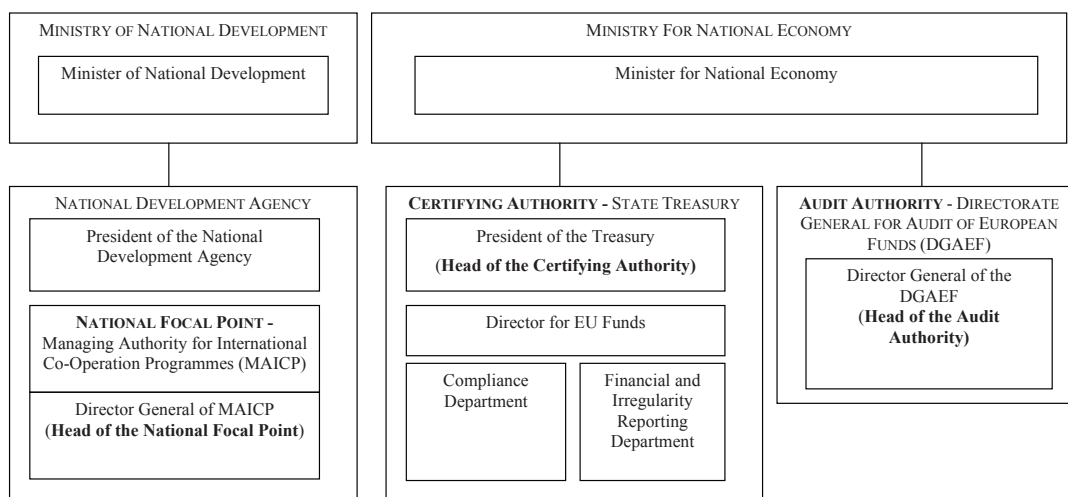 MINISTRY OF NATIONAL DEVELOPMENT
Minister of National Development
MINISTRY FOR NATIONAL ECONOMY
Minister for National Economy
NATIONAL DEVELOPMENT AGENCY
President of the National
Development Agency
NATIONAL FOCAL POINT -
Managing Authority for International
Co-Operation Programmes (MAICP)
Director General of MAICP
(Head of the National Focal Point)
CERTIFYING AUTHORITY - STATE TREASURY
President of the Treasury
(Head of the Certifying Authority)
Director for EU Funds
Compliance
Department
Financial and
Irregularity
Reporting
Department
AUDIT AUTHORITY - DIRECTORATE
GENERAL FOR AUDIT OF EUROPEAN
FUNDS (DGAEF)
Director General of the
DGAEF
(Head of the Audit
Authority)